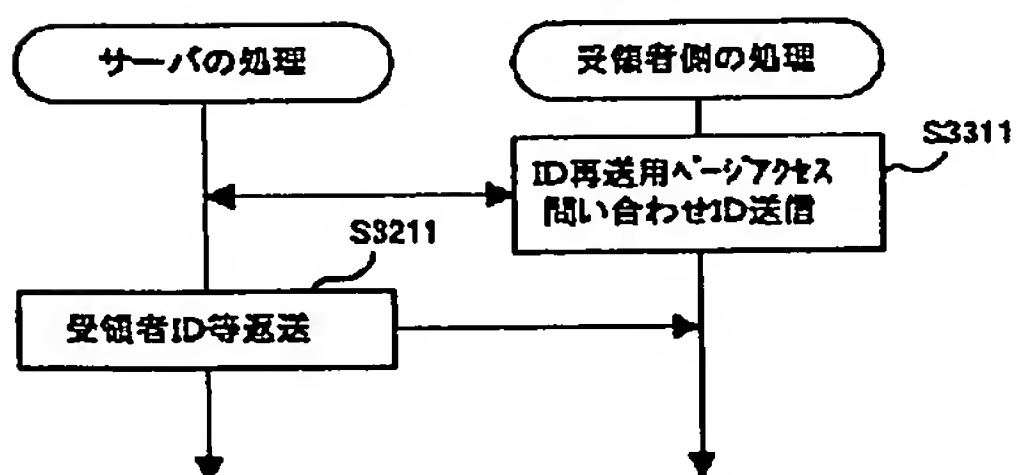 サーバの処理
受領者側の処理
S3311
ID再送用ページアクセス
問い合わせID送信
S3211
受領者ID等返送